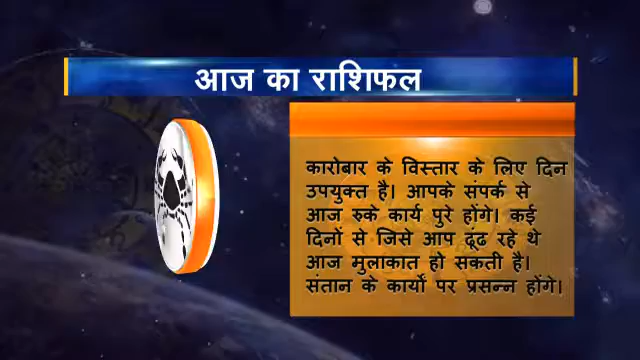 आज का राशिफल
कारोबार के विस्तार के लिए दिन
उपयुक्त है। आपके संपर्क से
आज रुके कार्य पुरे होंगे। कई
दिनों से जिसे आप ढूंढ रहे थे
आज मुलाकात हो सकती है।
संतान के कार्यों पर प्रसन्न होंगे।